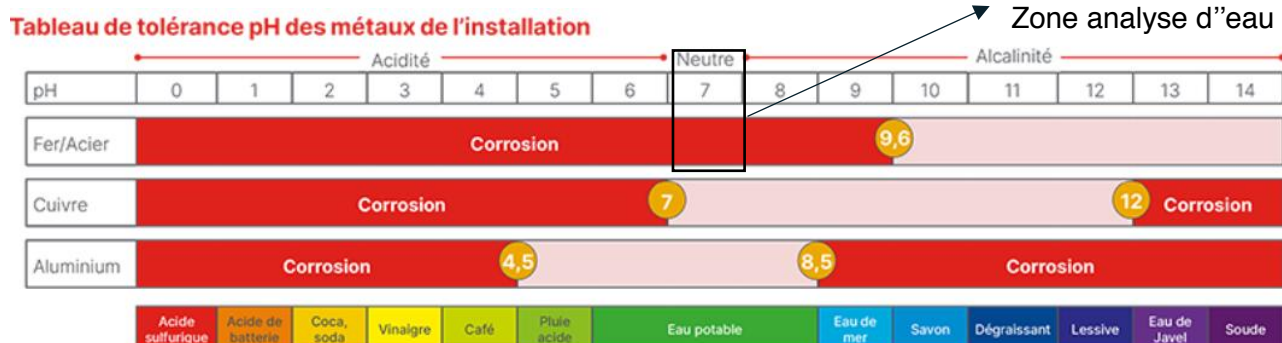 Zone analyse d''eau
Tableau de tolérance pH des métaux de l'installation
Acidité Neutre Alcalinité
pH 0 1 2 3 4 5 6 7 8 9 10 11 12 13 14
Fer/Acier Corrosion 9,6
Cuivre Corrosion 7 12 Corrosion
Aluminium Corrosion 4,5 8,5 Corrosion
Acide sulfurique
Acide de batterie
Coca, soda
Vinaigre
Café
Pluie acide
Eau potable
Eau de mer
Savon
Dégraissant
Lessive
Eau de Javel
Soude